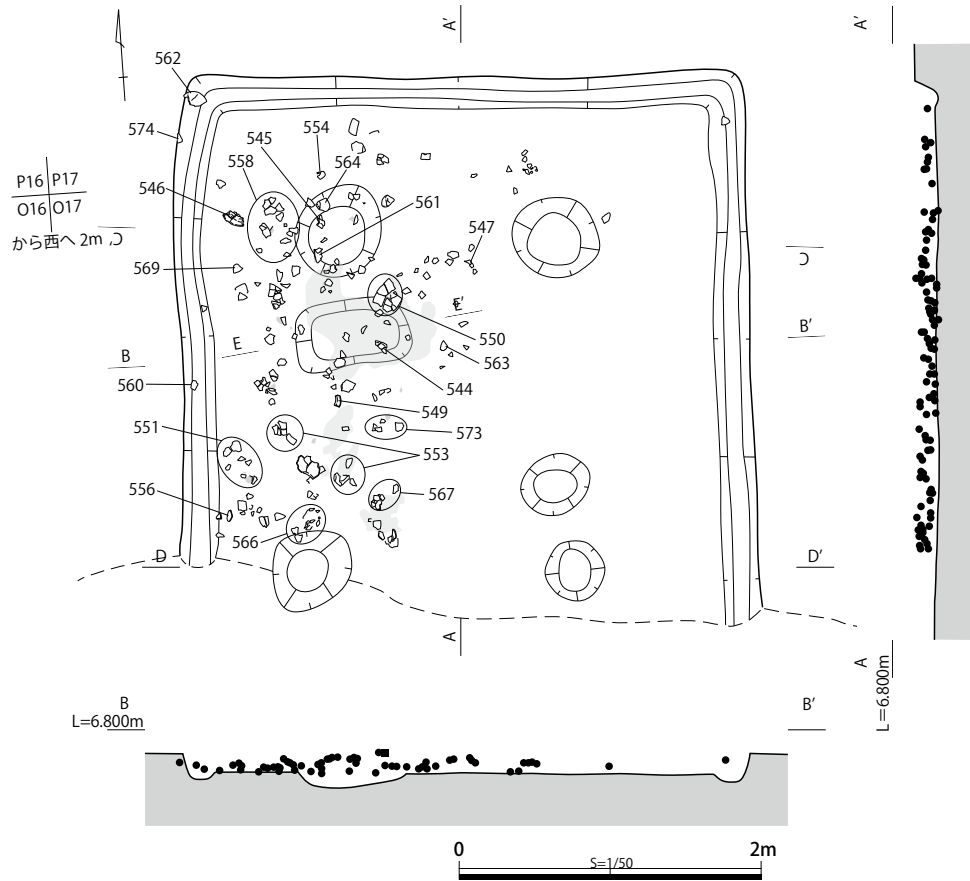 A'
A'
562
554
574
545
558
564
P16 P17
546
561
O16 O17
547
から西へ 2m
C
C'
569
E'
E
550
B
B'
563
560
544
549
551
573
553
556
567
566
D
D'
A
A
L=6.800m
B
B'
L=6.800m
0
2m
S=1/50